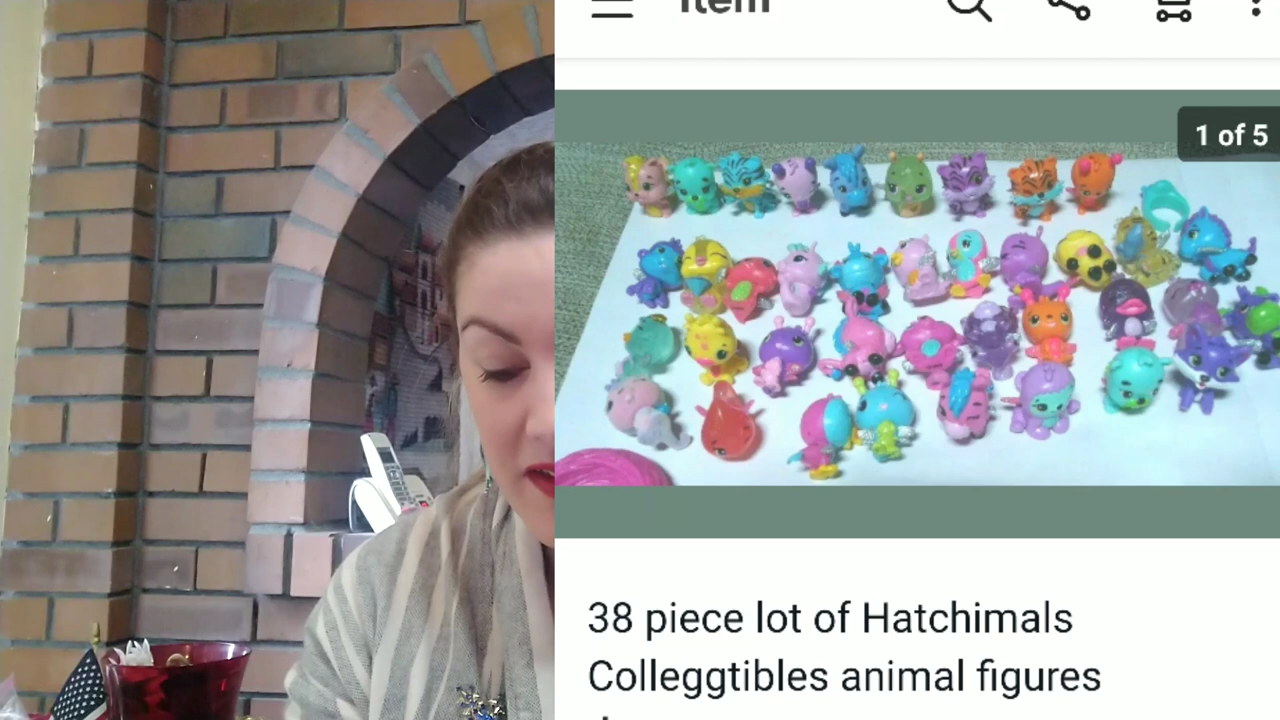 Item
1 of 5
38 piece lot of Hatchimals
Colleggtibles animal figures